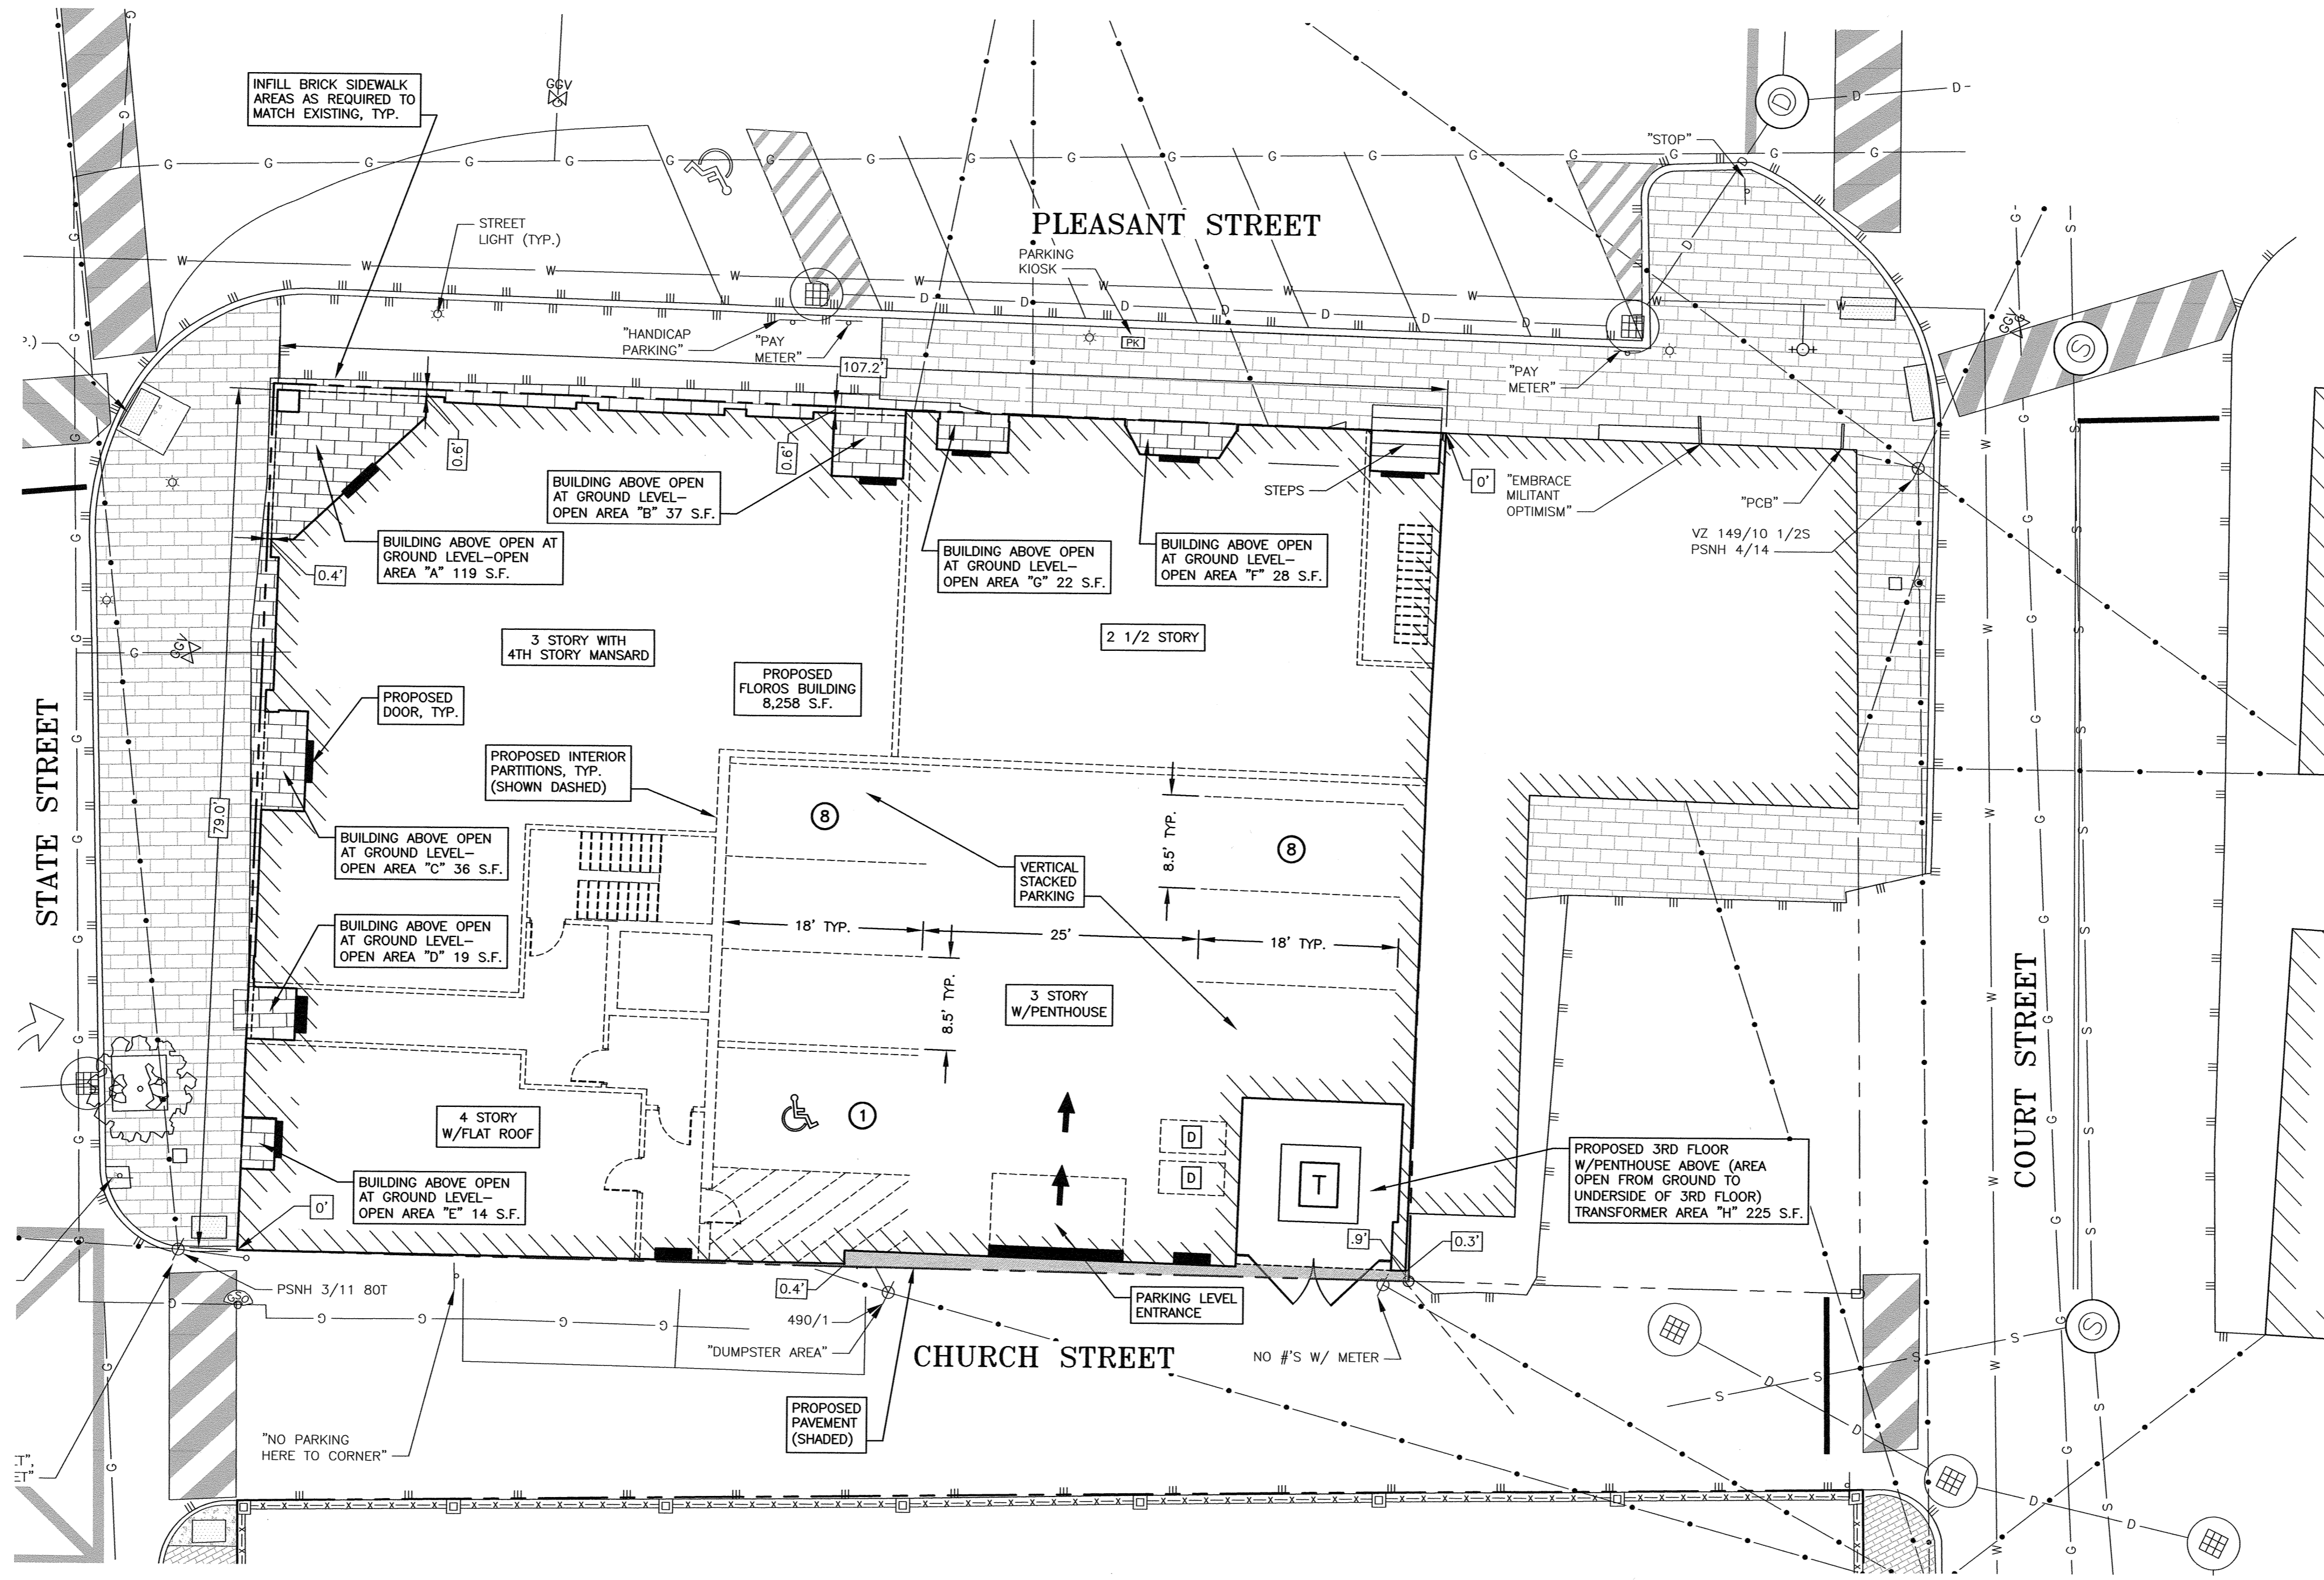 INFILL BRICK SIDEWALK
AREAS AS REQUIRED TO
MATCH EXISTING, TYP.
GGV
"STOP"
STREET
LIGHT (TYP.)
PLEASANT STREET
PARKING
KIOSK
PK
"HANDICAP
PARKING"
"PAY
METER"
107.2'
"PAY
METER"
GGV
0.6'
0.6'
BUILDING ABOVE OPEN
AT GROUND LEVEL–
OPEN AREA "B" 37 S.F.
STEPS
0'
"EMBRACE
MILITANT
OPTIMISM"
"PCB"
VZ 149/10 1/2S
PSNH 4/14
BUILDING ABOVE OPEN AT
GROUND LEVEL–OPEN
AREA "A" 119 S.F.
0.4'
BUILDING ABOVE OPEN
AT GROUND LEVEL–
OPEN AREA "G" 22 S.F.
BUILDING ABOVE OPEN
AT GROUND LEVEL–
OPEN AREA "F" 28 S.F.
GGV
3 STORY WITH
4TH STORY MANSARD
2 1/2 STORY
PROPOSED
FLOROS BUILDING
8,258 S.F.
PROPOSED
DOOR, TYP.
PROPOSED INTERIOR
PARTITIONS, TYP.
(SHOWN DASHED)
STATE STREET
79.0'
8
8
8.5' TYP.
BUILDING ABOVE OPEN
AT GROUND LEVEL–
OPEN AREA "C" 36 S.F.
VERTICAL
STACKED
PARKING
BUILDING ABOVE OPEN
AT GROUND LEVEL–
OPEN AREA "D" 19 S.F.
18' TYP.
25'
18' TYP.
8.5' TYP.
3 STORY
W/PENTHOUSE
COURT STREET
4 STORY
W/FLAT ROOF
1
D
D
T
PROPOSED 3RD FLOOR
W/PENTHOUSE ABOVE (AREA
OPEN FROM GROUND TO
UNDERSIDE OF 3RD FLOOR)
TRANSFORMER AREA "H" 225 S.F.
BUILDING ABOVE OPEN
AT GROUND LEVEL–
OPEN AREA "E" 14 S.F.
0'
.9'
0.3'
PSNH 3/11 80T
GSO
0.4'
490/1
PARKING LEVEL
ENTRANCE
"DUMPSTER AREA"
CHURCH STREET
NO #'S W/ METER
PROPOSED
PAVEMENT
(SHADED)
"NO PARKING
HERE TO CORNER"